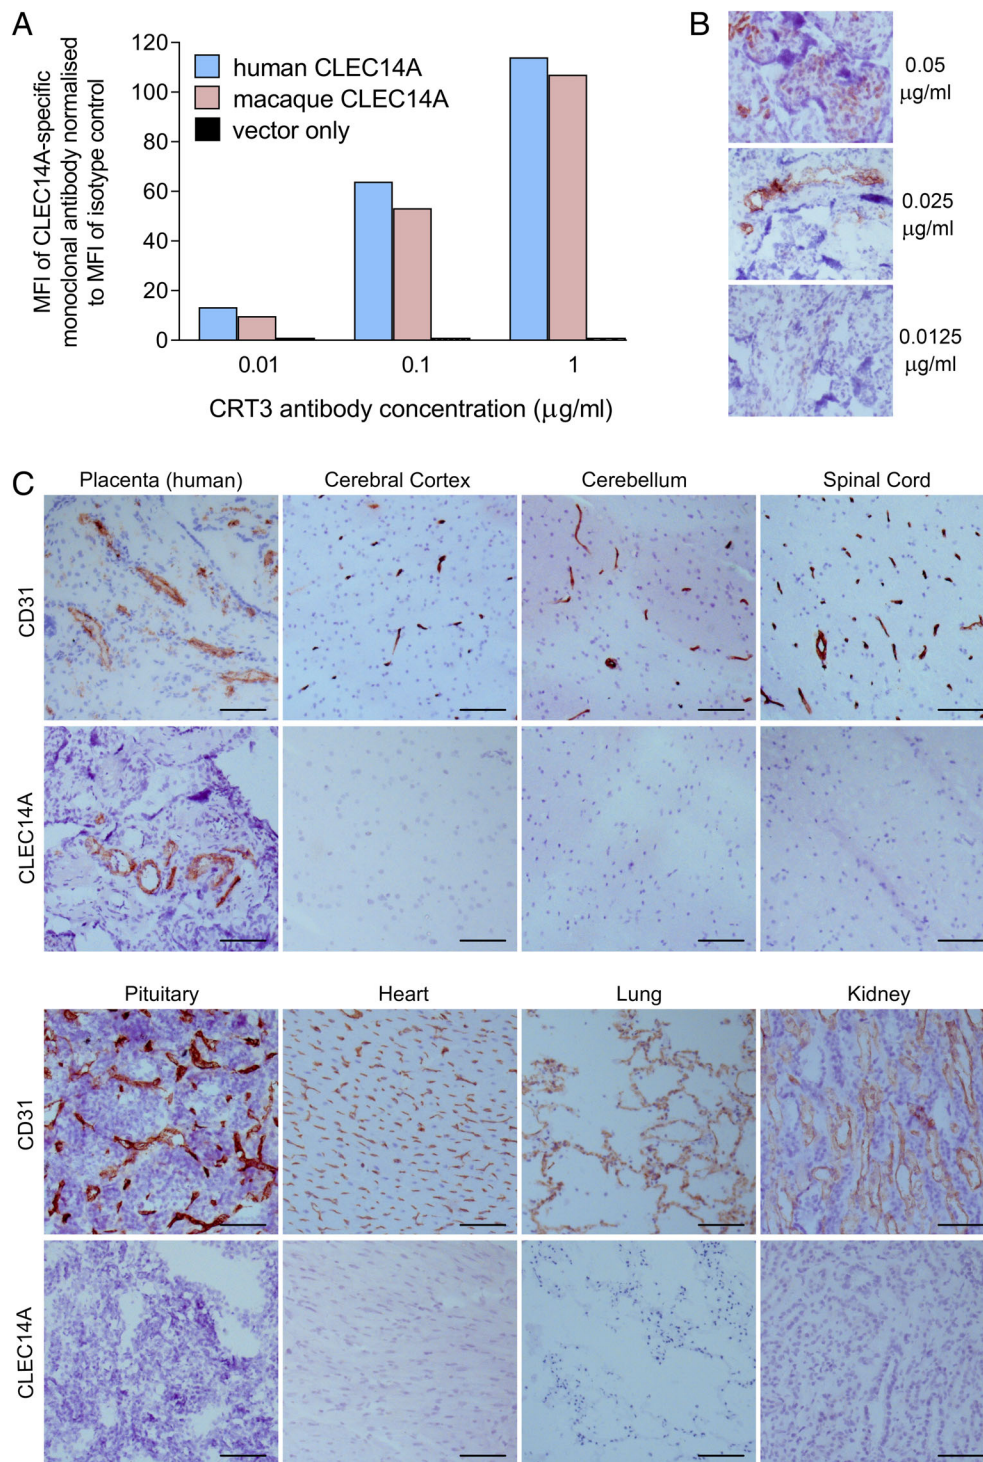 A
MFI of CLEC14A-specific
monoclonal antibody normalised
to MFI of isotype control
120
100
80
60
40
20
0
human CLEC14A
macaque CLEC14A
vector only
0.01
0.1
1
CRT3 antibody concentration (μg/ml)
B
0.05
μg/ml
0.025
μg/ml
0.0125
μg/ml
C
Placenta (human)
Cerebral Cortex
Cerebellum
Spinal Cord
CD31
CLEC14A
Pituitary
Heart
Lung
Kidney
CD31
CLEC14A